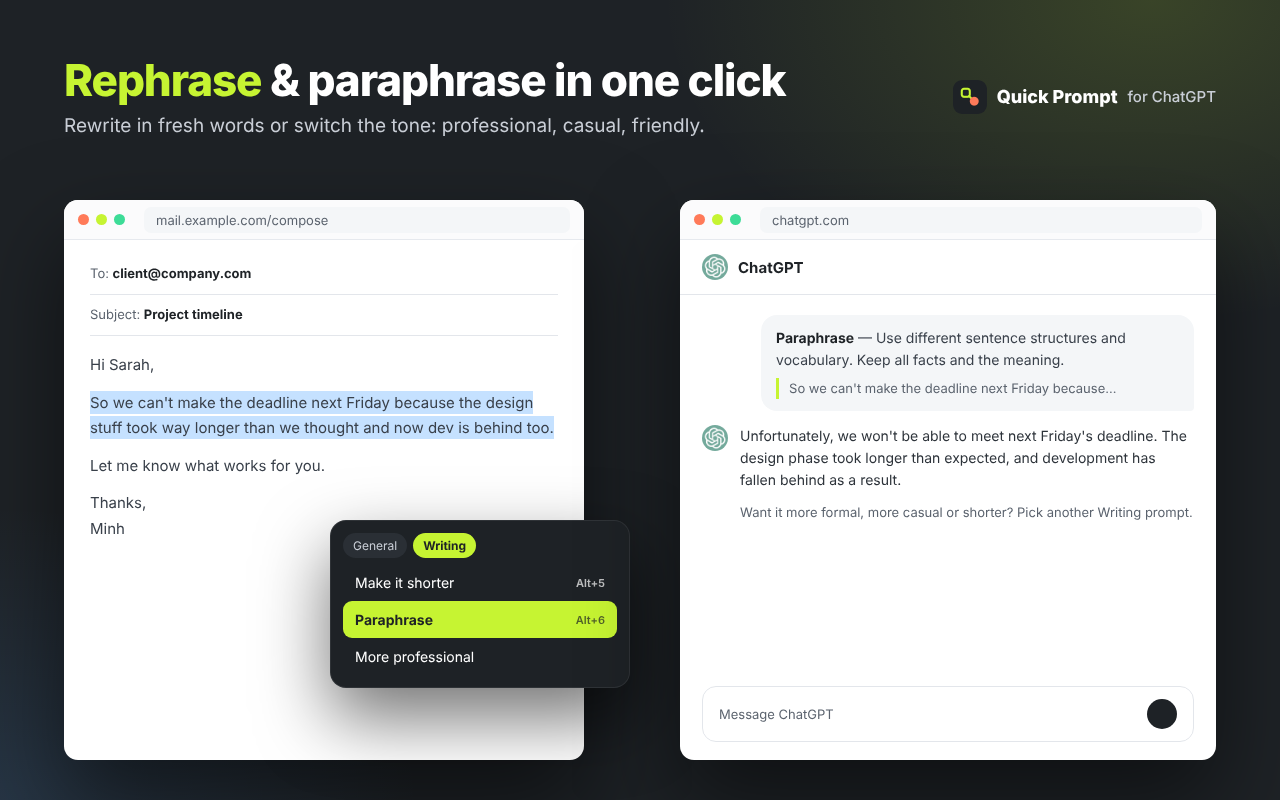 Rephrase & paraphrase in one click
Rewrite in fresh words or switch the tone: professional, casual, friendly.
Quick Prompt for ChatGPT
mail.example.com/compose
To: client@company.com
Subject: Project timeline
Hi Sarah,
So we can't make the deadline next Friday because the design
stuff took way longer than we thought and now dev is behind too.
Let me know what works for you.
Thanks,
Minh
General Writing
Make it shorter Alt+5
Paraphrase Alt+6
More professional
chatgpt.com
ChatGPT
Paraphrase — Use different sentence structures and
vocabulary. Keep all facts and the meaning.
So we can't make the deadline next Friday because...
Unfortunately, we won't be able to meet next Friday's deadline. The
design phase took longer than expected, and development has
fallen behind as a result.
Want it more formal, more casual or shorter? Pick another Writing prompt.
Message ChatGPT